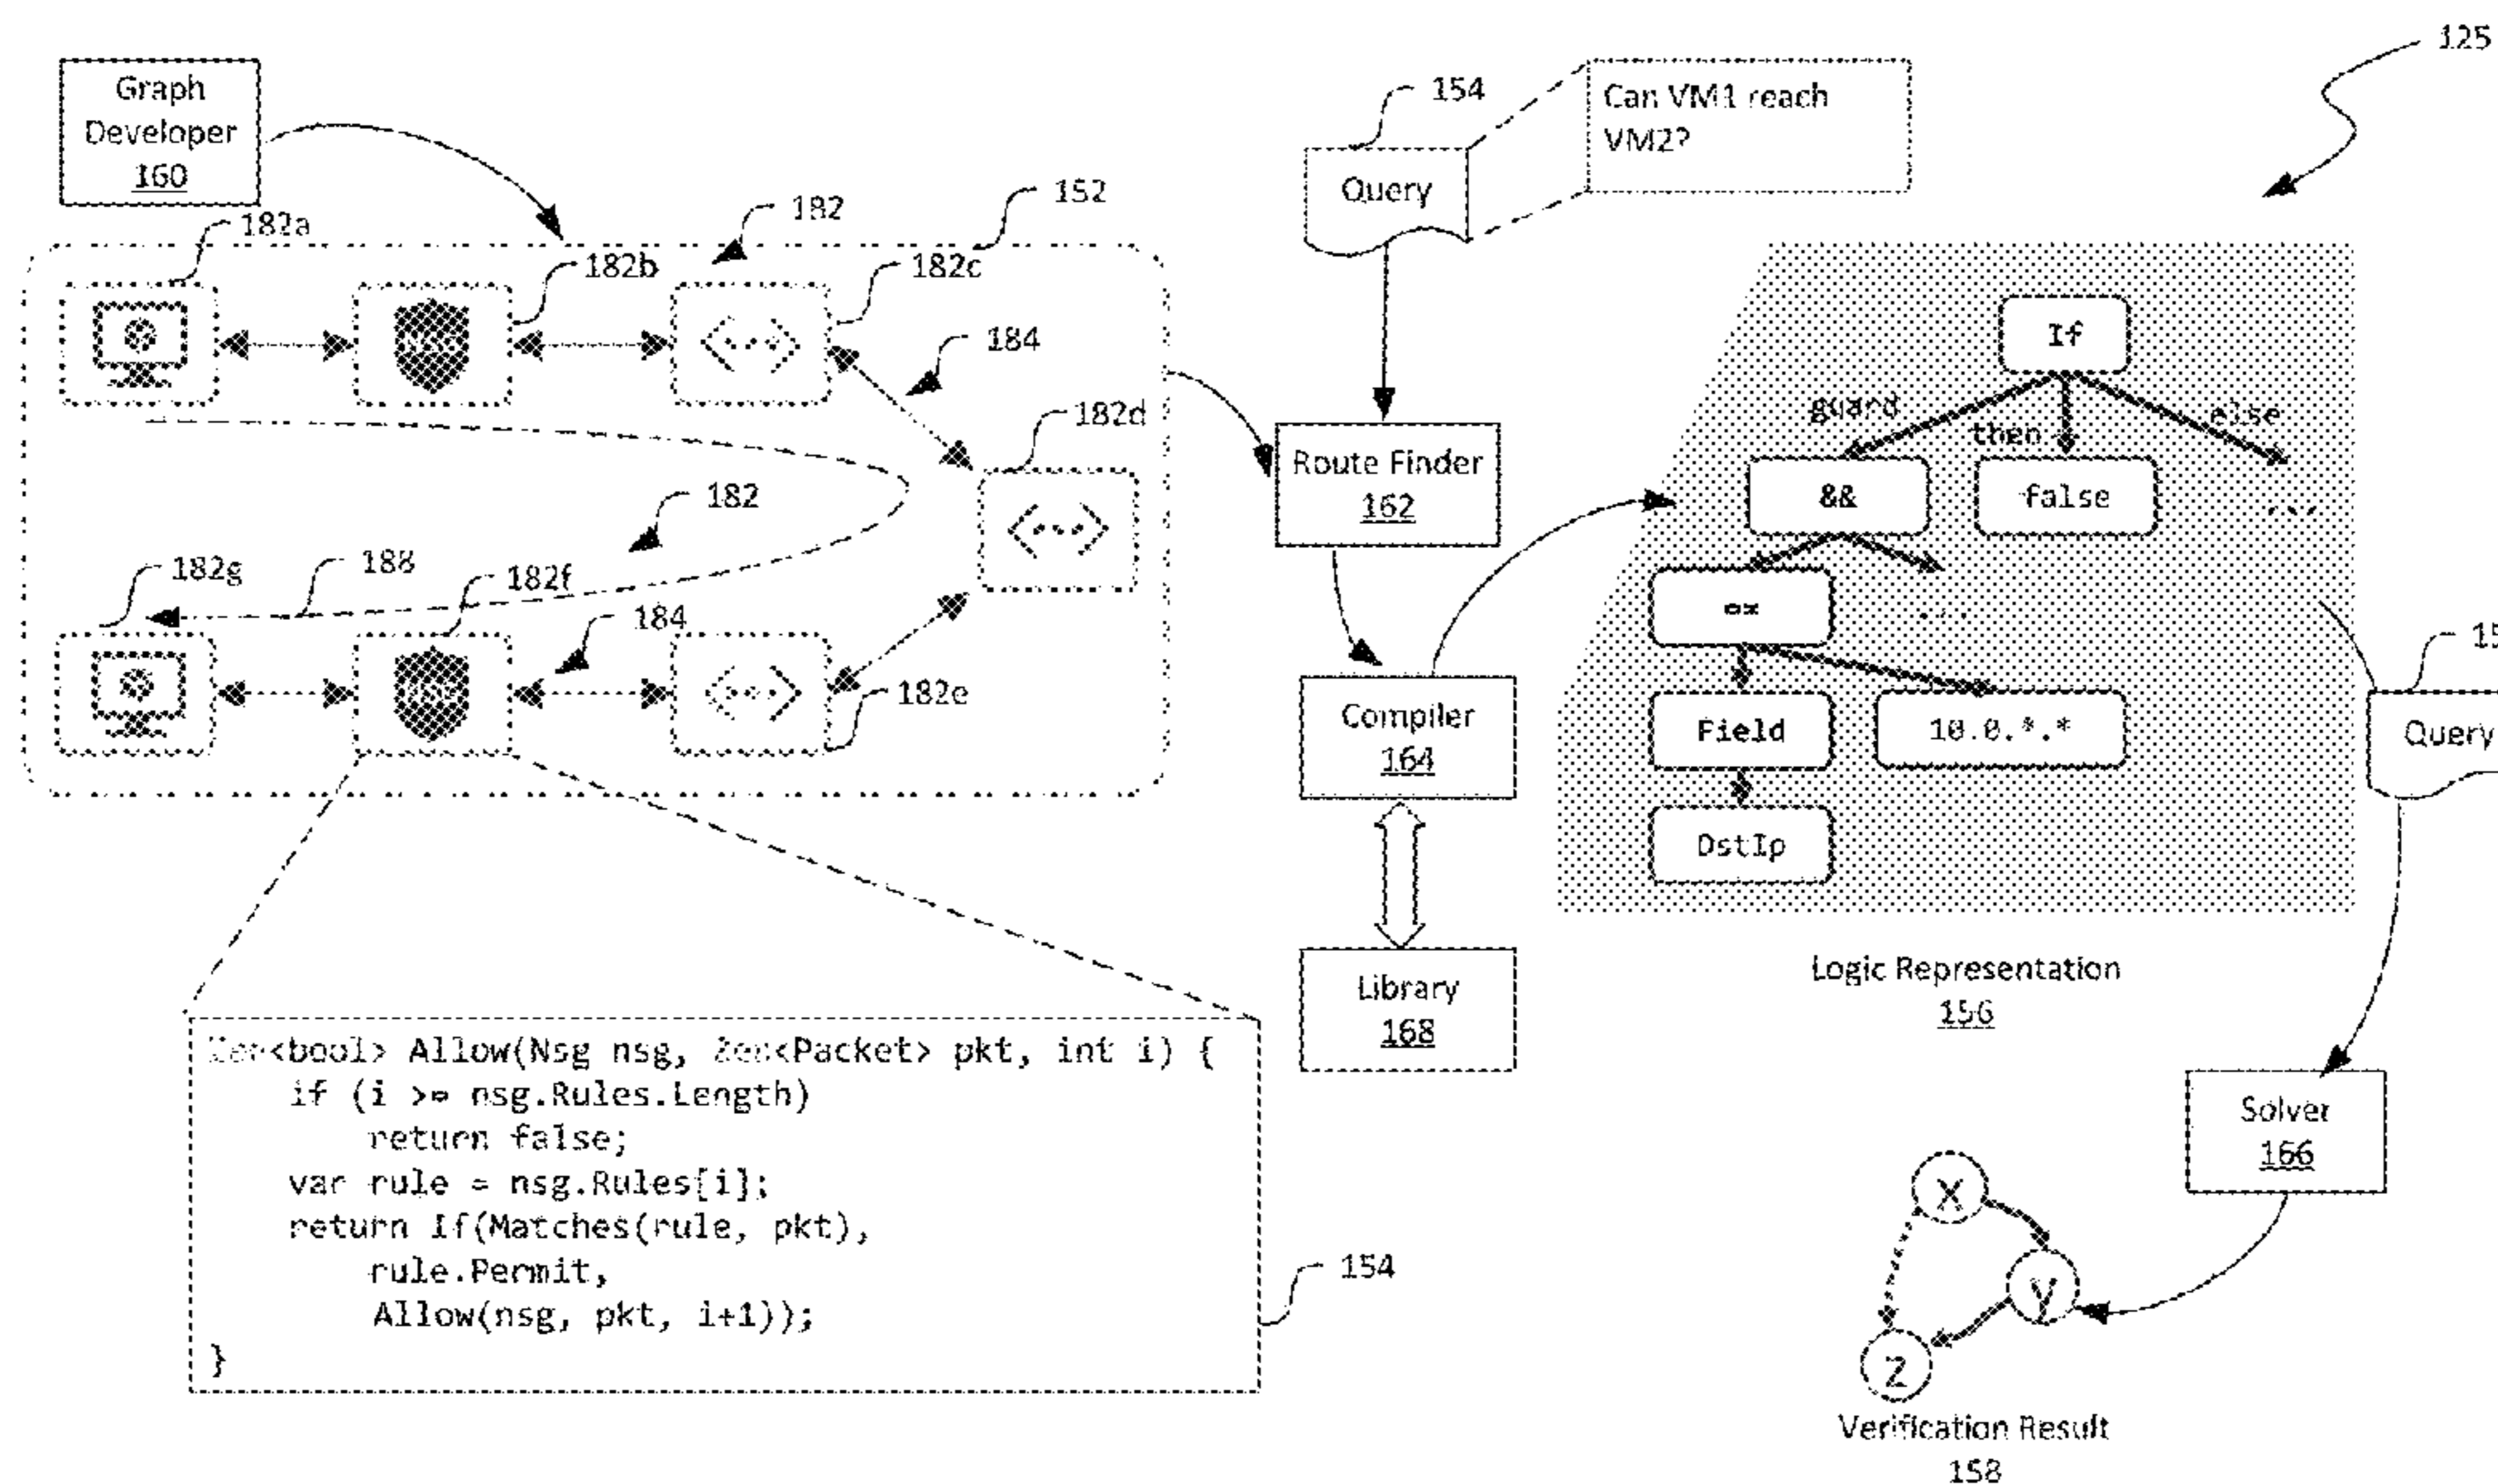 125
Graph
Developer
160
154
Can VM1 reach
VM2?
Query
182a
182
152
182b
182c
184
182d
If
guard
then
else
Route Finder
162
&&
false
...
182
182g
188
182f
184
...
182e
Compiler
164
Field
10.0.*.*
Query
DstIp
Library
168
Logic Representation
156
<bool> Allow(Nsg nsg, Zen<Packet> pkt, int i) {
if (i >= nsg.Rules.Length)
return false;
var rule = nsg.Rules[i];
return If(Matches(rule, pkt),
rule.Permit,
Allow(nsg, pkt, i+1));
}
154
Solver
166
X
Y
Z
Verification Result
158